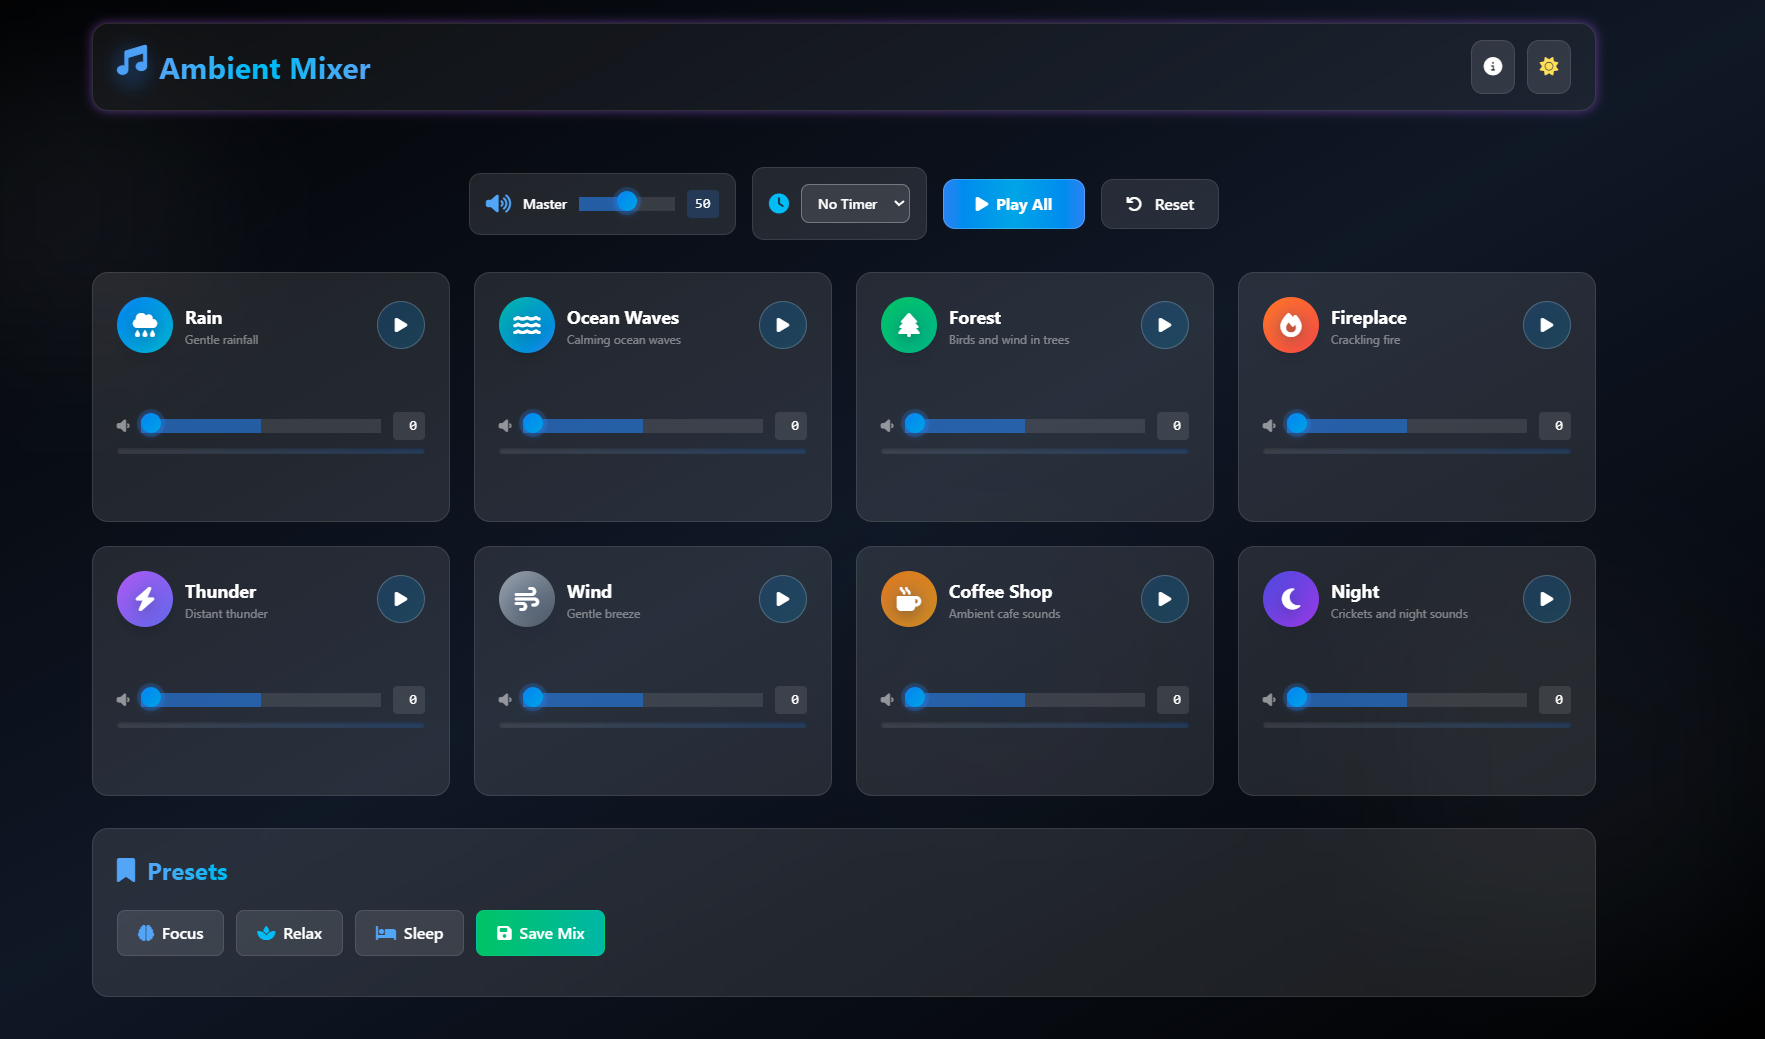 Ambient Mixer
Master 50 No Timer Play All Reset
Rain
Gentle rainfall
0
Ocean Waves
Calming ocean waves
0
Forest
Birds and wind in trees
0
Fireplace
Crackling fire
0
Thunder
Distant thunder
0
Wind
Gentle breeze
0
Coffee Shop
Ambient cafe sounds
0
Night
Crickets and night sounds
0
Presets
Focus Relax Sleep Save Mix